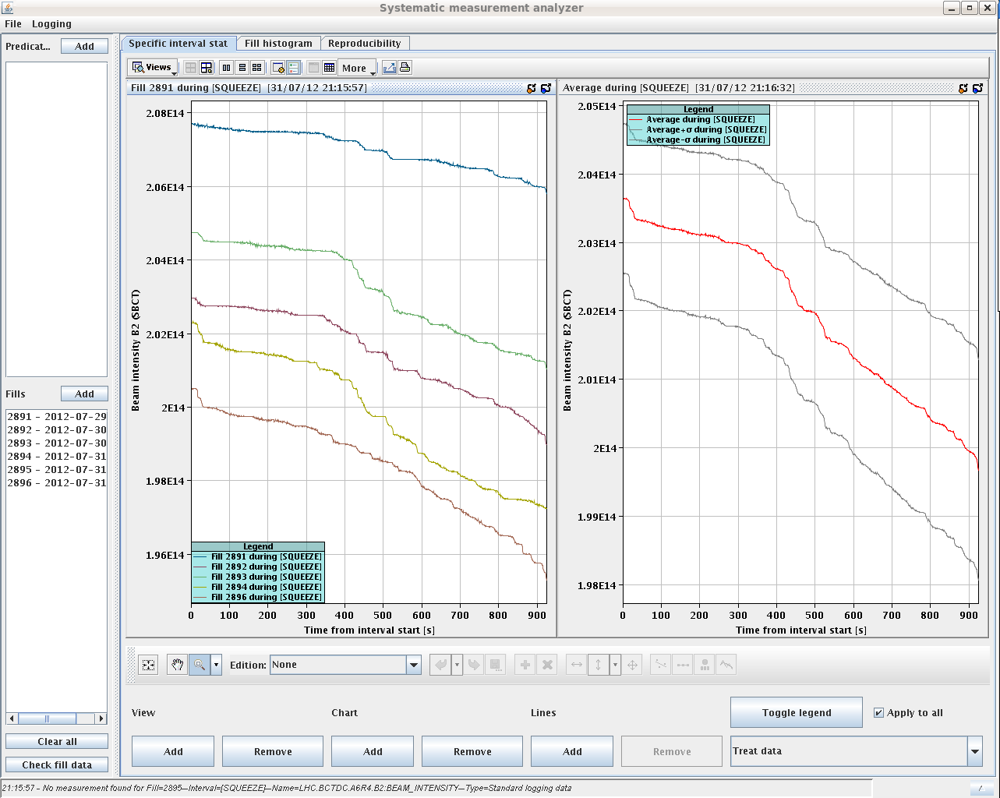 Systematic measurement analyzer
File Logging
Predicat... Add
Fills Add
2891 - 2012-07-29
2892 - 2012-07-30
2893 - 2012-07-30
2894 - 2012-07-31
2895 - 2012-07-31
2896 - 2012-07-31
Clear all
Check fill data
Specific interval stat Fill histogram Reproducibility
Views More
Fill 2891 during [SQUEEZE] [31/07/12 21:15:57]
2.08E14
2.06E14
2.04E14
2.02E14
2E14
1.98E14
1.96E14
Beam intensity B2 (SBCT)
Legend
Fill 2891 during [SQUEEZE]
Fill 2892 during [SQUEEZE]
Fill 2893 during [SQUEEZE]
Fill 2894 during [SQUEEZE]
Fill 2896 during [SQUEEZE]
0 100 200 300 400 500 600 700 800 900
Time from interval start [s]
Average during [SQUEEZE] [31/07/12 21:16:32]
Legend
Average during [SQUEEZE]
Average+σ during [SQUEEZE]
Average-σ during [SQUEEZE]
2.05E14
2.04E14
2.03E14
2.02E14
2.01E14
2E14
1.99E14
1.98E14
Beam intensity B2 (SBCT)
0 100 200 300 400 500 600 700 800 900
Time from interval start [s]
Edition: None
View Chart Lines Toggle legend Apply to all
Add Remove Add Remove Add Remove Treat data
21:15:57 - No measurement found for Fill=2895--Interval=[SQUEEZE]--Name=LHC.BCTDC.A6R4.B2:BEAM_INTENSITY--Type=Standard logging data